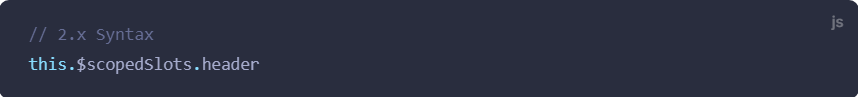 js
// 2.x Syntax
this.$scopedSlots.header